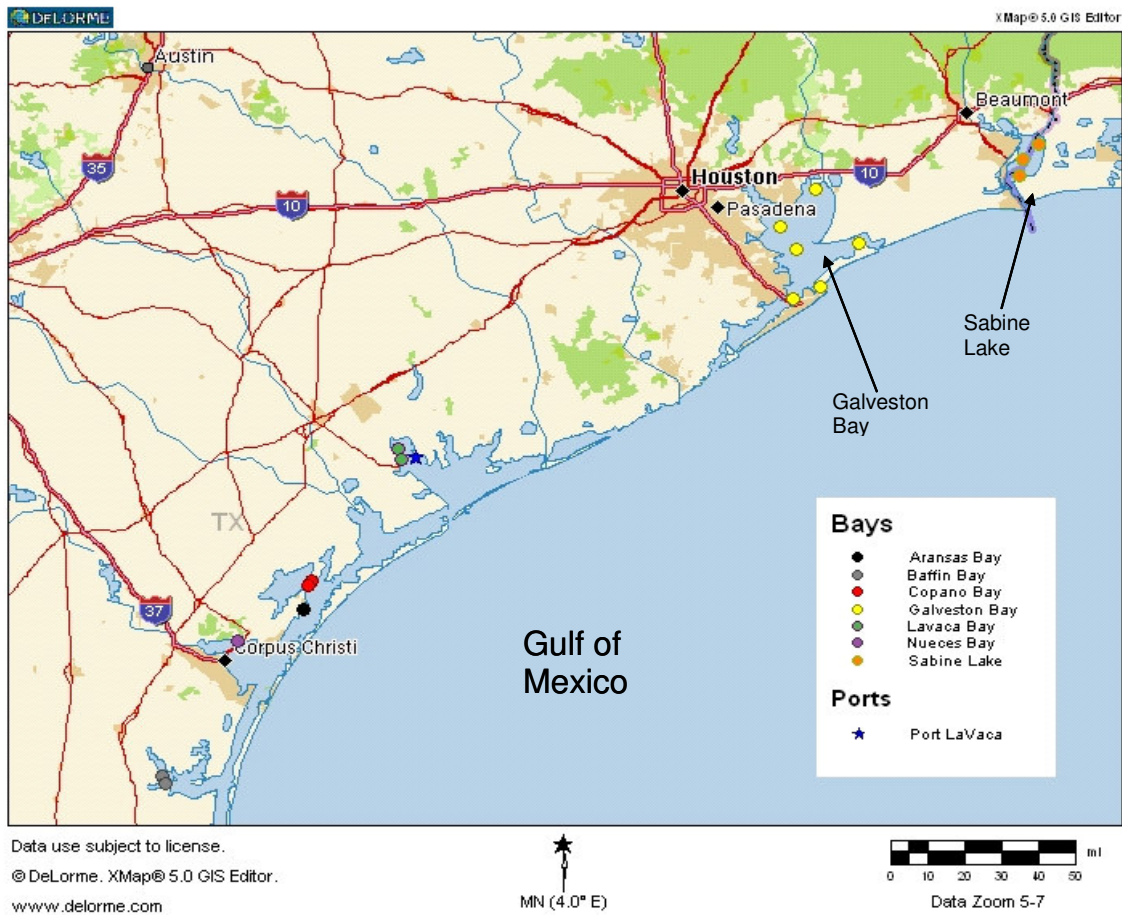 DELORME
XMap® 5.0 GIS Editor
Austin
Beaumont
35
10
Houston
10
Pasadena
Sabine
Lake
Galveston
Bay
TX
37
Corpus Christi
Gulf of
Mexico
Bays
Aransas Bay
Baffin Bay
Copano Bay
Galveston Bay
Lavaca Bay
Nueces Bay
Sabine Lake
Ports
Port LaVaca
Data use subject to license.
© DeLorme. XMap® 5.0 GIS Editor.
www.delorme.com
MN (4.0° E)
mi
0 10 20 30 40 50
Data Zoom 5-7